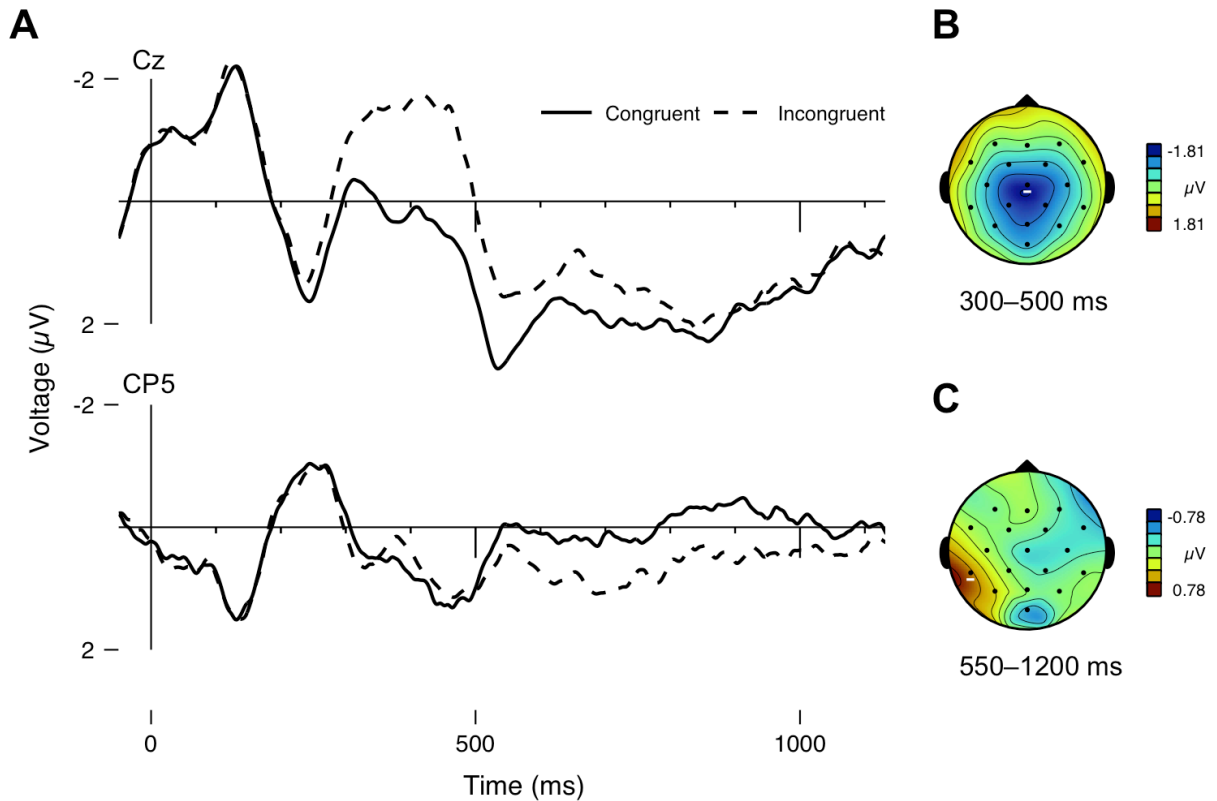 A
Cz
-2
2
Congruent
Incongruent
CP5
-2
2
Voltage (µV)
0
500
1000
Time (ms)
B
-1.81
µV
1.81
300–500 ms
C
-0.78
µV
0.78
550–1200 ms